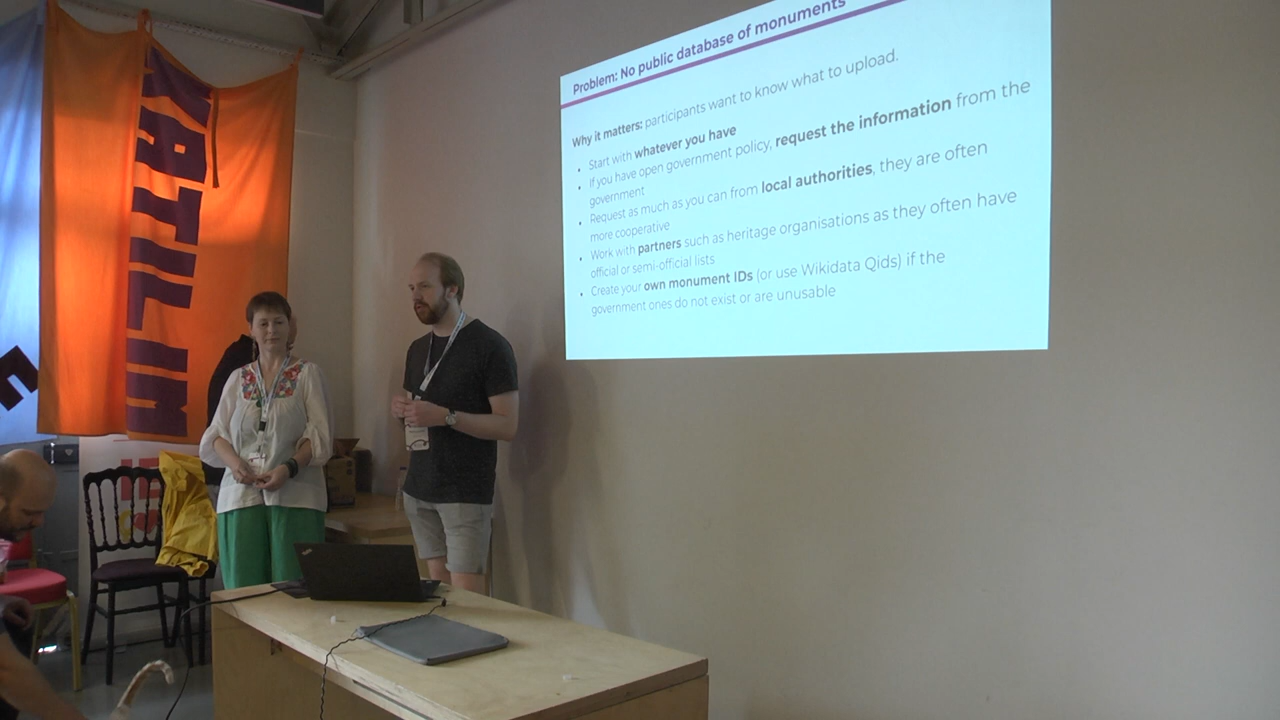 Problem: No public database of monuments
Why it matters: participants want to know what to upload.
• Start with whatever you have
• If you have open government policy, request the information from the
government
• Request as much as you can from local authorities, they are often
more cooperative
• Work with partners such as heritage organisations as they often have
official or semi-official lists
• Create your own monument IDs (or use Wikidata Qids) if the
government ones do not exist or are unusable